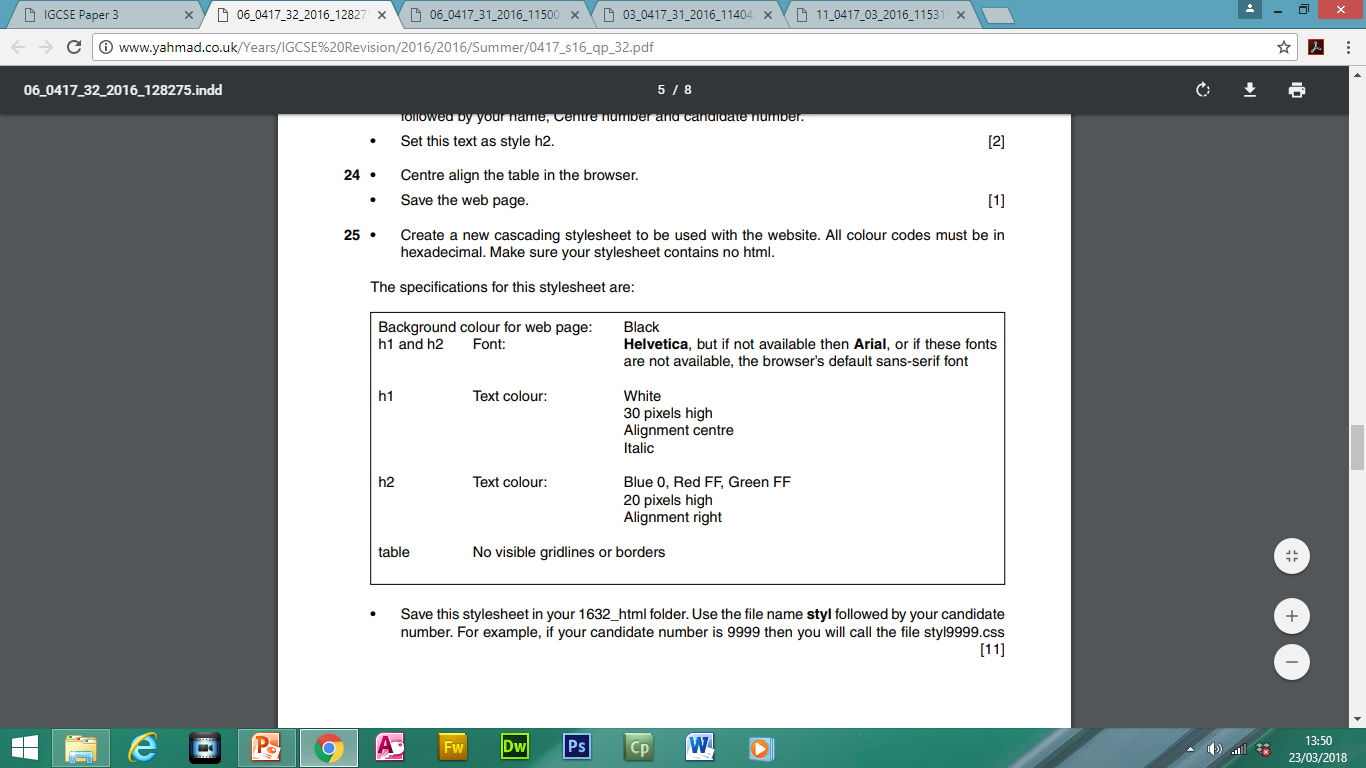 IGCSE Paper 3
06_0417_32_2016_12827
06_0417_31_2016_11500
03_0417_31_2016_11404
11_0417_03_2016_11531
www.yahmad.co.uk/Years/IGCSE%20Revision/2016/2016/Summer/0417_s16_qp_32.pdf
06_0417_32_2016_128275.indd
5 / 8
followed by your name, Centre number and candidate number.
• Set this text as style h2. [2]
24 • Centre align the table in the browser.
• Save the web page. [1]
25 • Create a new cascading stylesheet to be used with the website. All colour codes must be in
hexadecimal. Make sure your stylesheet contains no html.
The specifications for this stylesheet are:
Background colour for web page: Black
h1 and h2 Font: Helvetica, but if not available then Arial, or if these fonts
are not available, the browser's default sans-serif font
h1 Text colour: White
30 pixels high
Alignment centre
Italic
h2 Text colour: Blue 0, Red FF, Green FF
20 pixels high
Alignment right
table No visible gridlines or borders
• Save this stylesheet in your 1632_html folder. Use the file name styl followed by your candidate
number. For example, if your candidate number is 9999 then you will call the file styl9999.css
[11]
Fw
Dw
Ps
Cp
13:50
23/03/2018